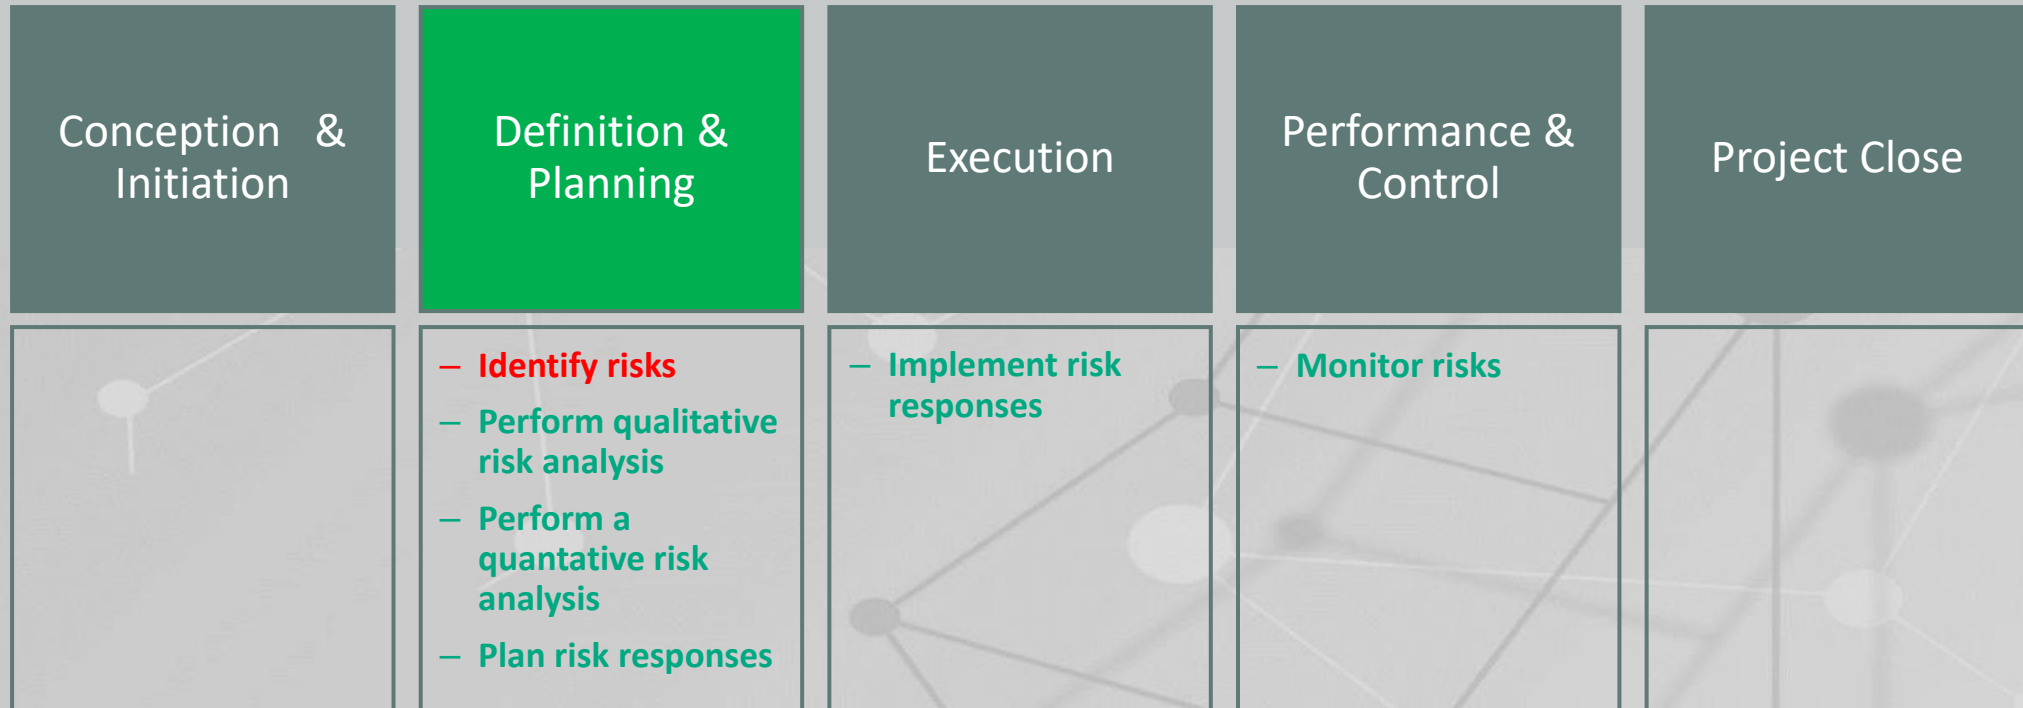 Conception &
Initiation
Definition &
Planning
Execution
Performance &
Control
Project Close
– Identify risks
– Perform qualitative
risk analysis
– Perform a
quantative risk
analysis
– Plan risk responses
– Implement risk
responses
– Monitor risks